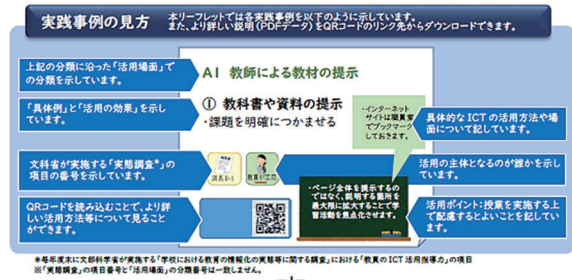 実践事例の見方
本リーフレットでは各実践事例を以下のように示しています。
また、より詳しい説明(PDFデータ)をQRコードのリンク先からダウンロードできます。
上記の分類に沿った「活用場面」で
の分類を示しています。
A1 教師による教材の提示
「具体例」と「活用の効果」を示し
ています。
① 教科書や資料の提示
・課題を明確につかませる
・インターネット
サイトは職員室
でブックマーク
しておきます。
具体的なICTの活用方法や場
面について記しています。
文科省が実施する「実態調査*」の
項目の番号を示しています。
調査B-1
教員が活用
活用の主体となるのが誰かを示し
ています。
QRコードを読み込むことで、より詳
しい活用方法等について見ること
ができます。
・ページ全体を提示するの
ではなく、説明する箇所を
最大限に拡大することで学
習活動を焦点化させます。
活用ポイント:授業を実施する上
で配慮するとよいことを記してい
ます。
*毎年度末に文部科学省が実施する「学校における教育の情報化の実態等に関する調査」における「教員のICT活用指導力」の項目
※「実態調査」の項目番号と「活用場面」の分類番号は一致しません。